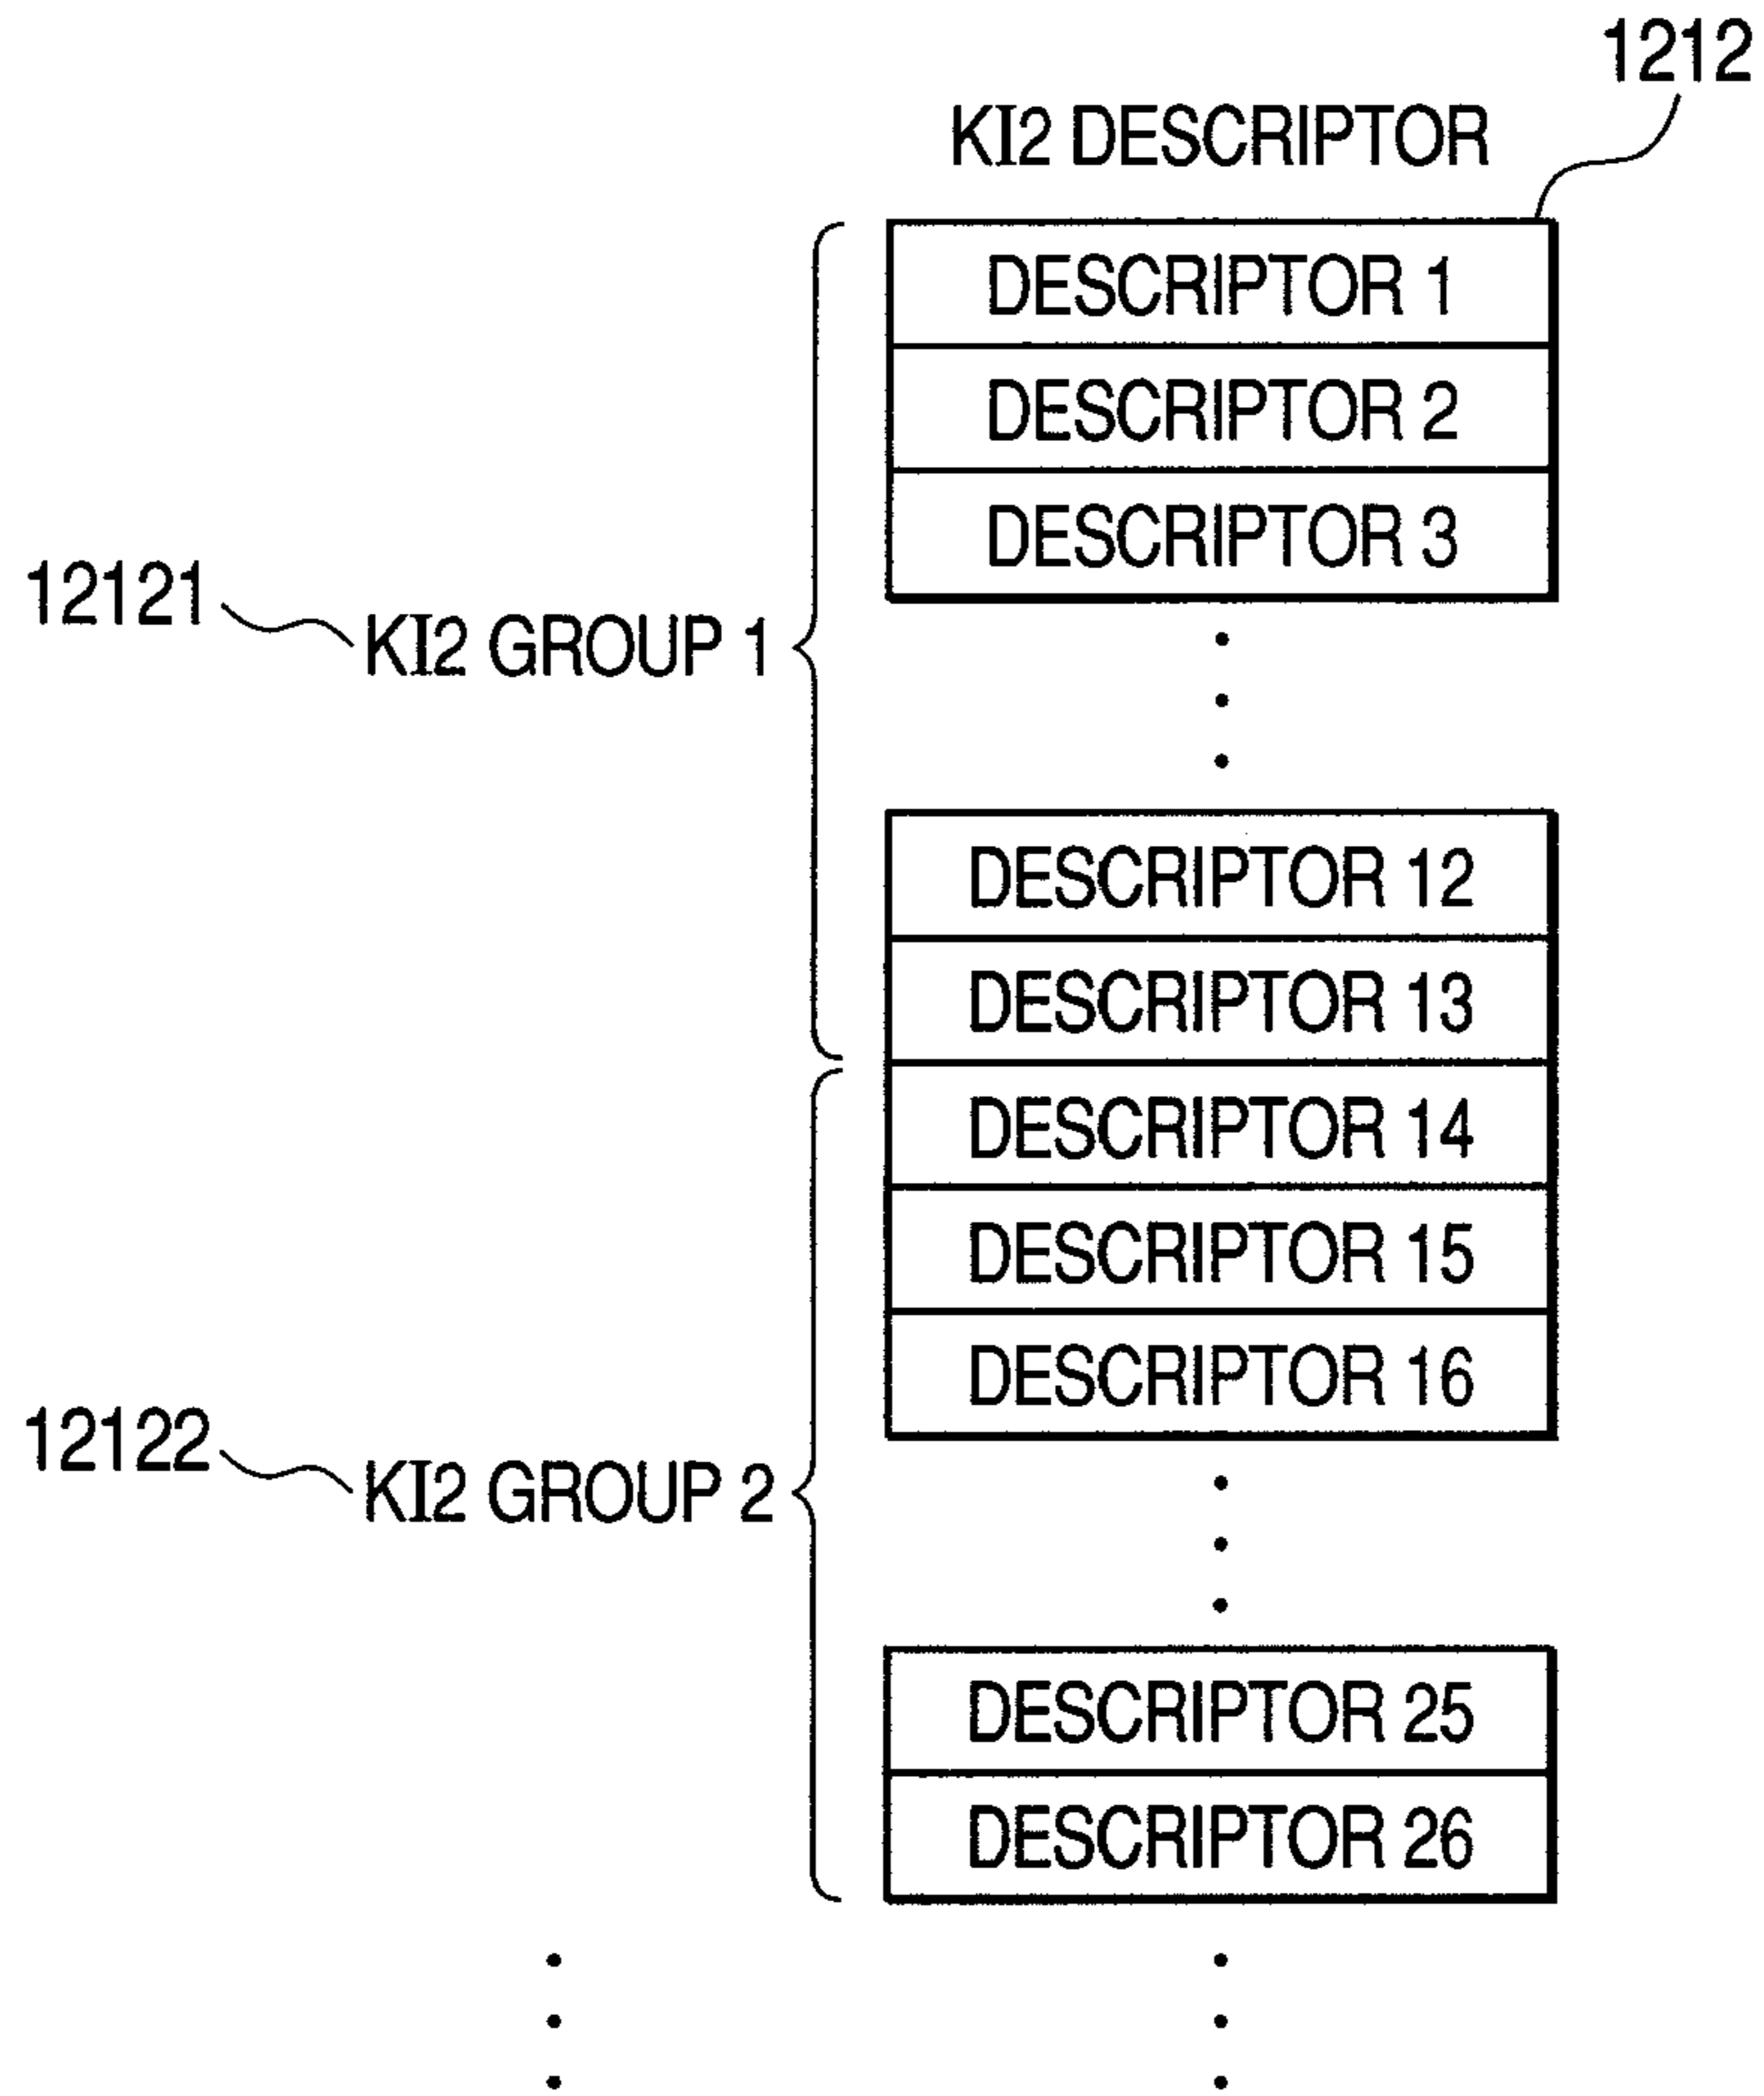 1212
KI2 DESCRIPTOR
DESCRIPTOR 1
DESCRIPTOR 2
DESCRIPTOR 3
12121
KI2 GROUP 1
DESCRIPTOR 12
DESCRIPTOR 13
DESCRIPTOR 14
DESCRIPTOR 15
DESCRIPTOR 16
12122
KI2 GROUP 2
DESCRIPTOR 25
DESCRIPTOR 26